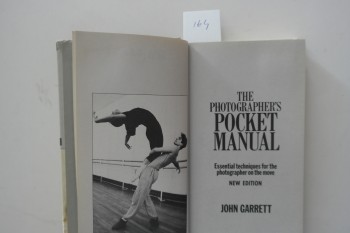 THE
PHOTOGRAPHER'S
POCKET
MANUAL
Essential techniques for the
photographer on the move
NEW EDITION
JOHN GARRETT